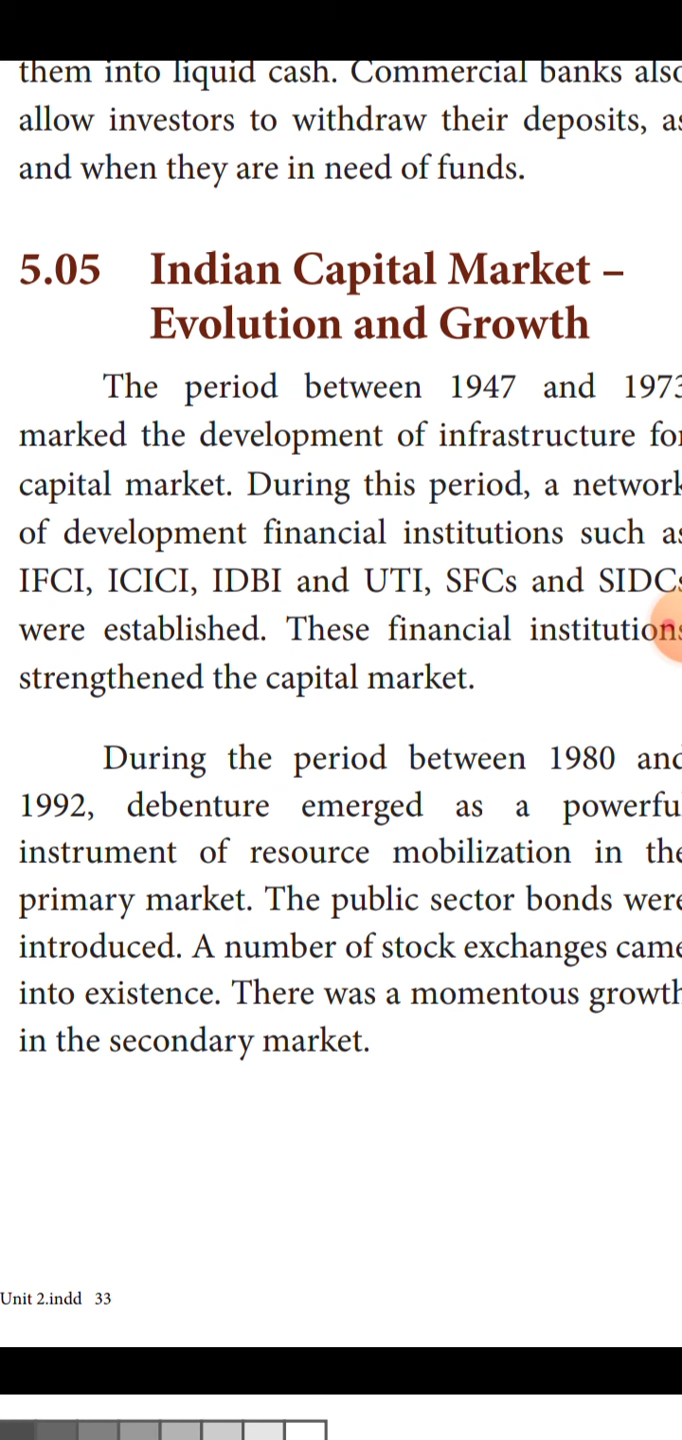 them into liquid cash. Commercial banks also
allow investors to withdraw their deposits, as
and when they are in need of funds.
5.05 Indian Capital Market –
Evolution and Growth
The period between 1947 and 1973
marked the development of infrastructure for
capital market. During this period, a network
of development financial institutions such as
IFCI, ICICI, IDBI and UTI, SFCs and SIDCs
were established. These financial institutions
strengthened the capital market.
During the period between 1980 and
1992, debenture emerged as a powerful
instrument of resource mobilization in the
primary market. The public sector bonds were
introduced. A number of stock exchanges came
into existence. There was a momentous growth
in the secondary market.
Unit 2.indd 33